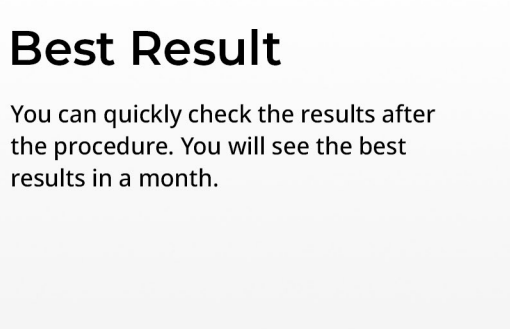 Best Result
You can quickly check the results after
the procedure. You will see the best
results in a month.